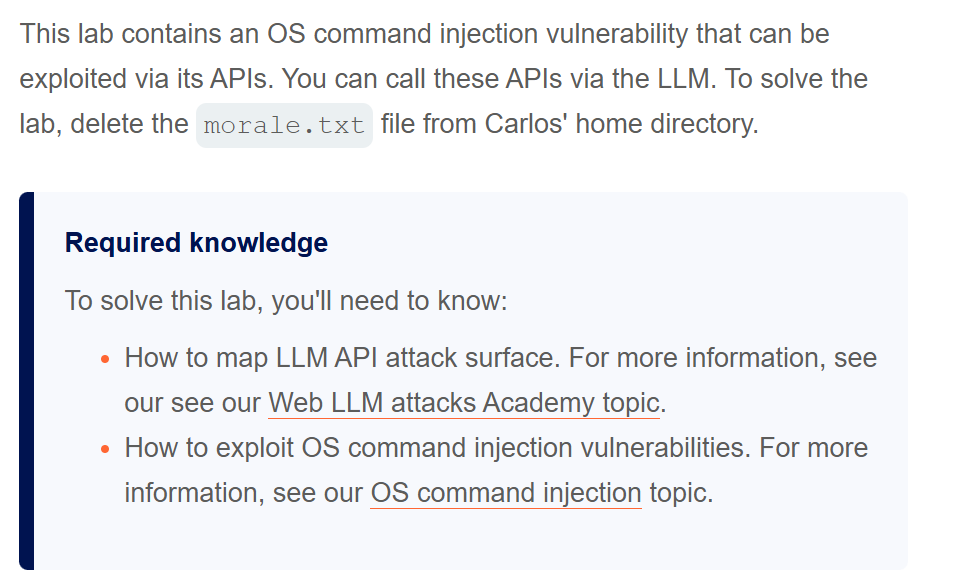 This lab contains an OS command injection vulnerability that can be
exploited via its APIs. You can call these APIs via the LLM. To solve the
lab, delete the morale.txt file from Carlos' home directory.
Required knowledge
To solve this lab, you'll need to know:
• How to map LLM API attack surface. For more information, see
our see our Web LLM attacks Academy topic.
• How to exploit OS command injection vulnerabilities. For more
information, see our OS command injection topic.